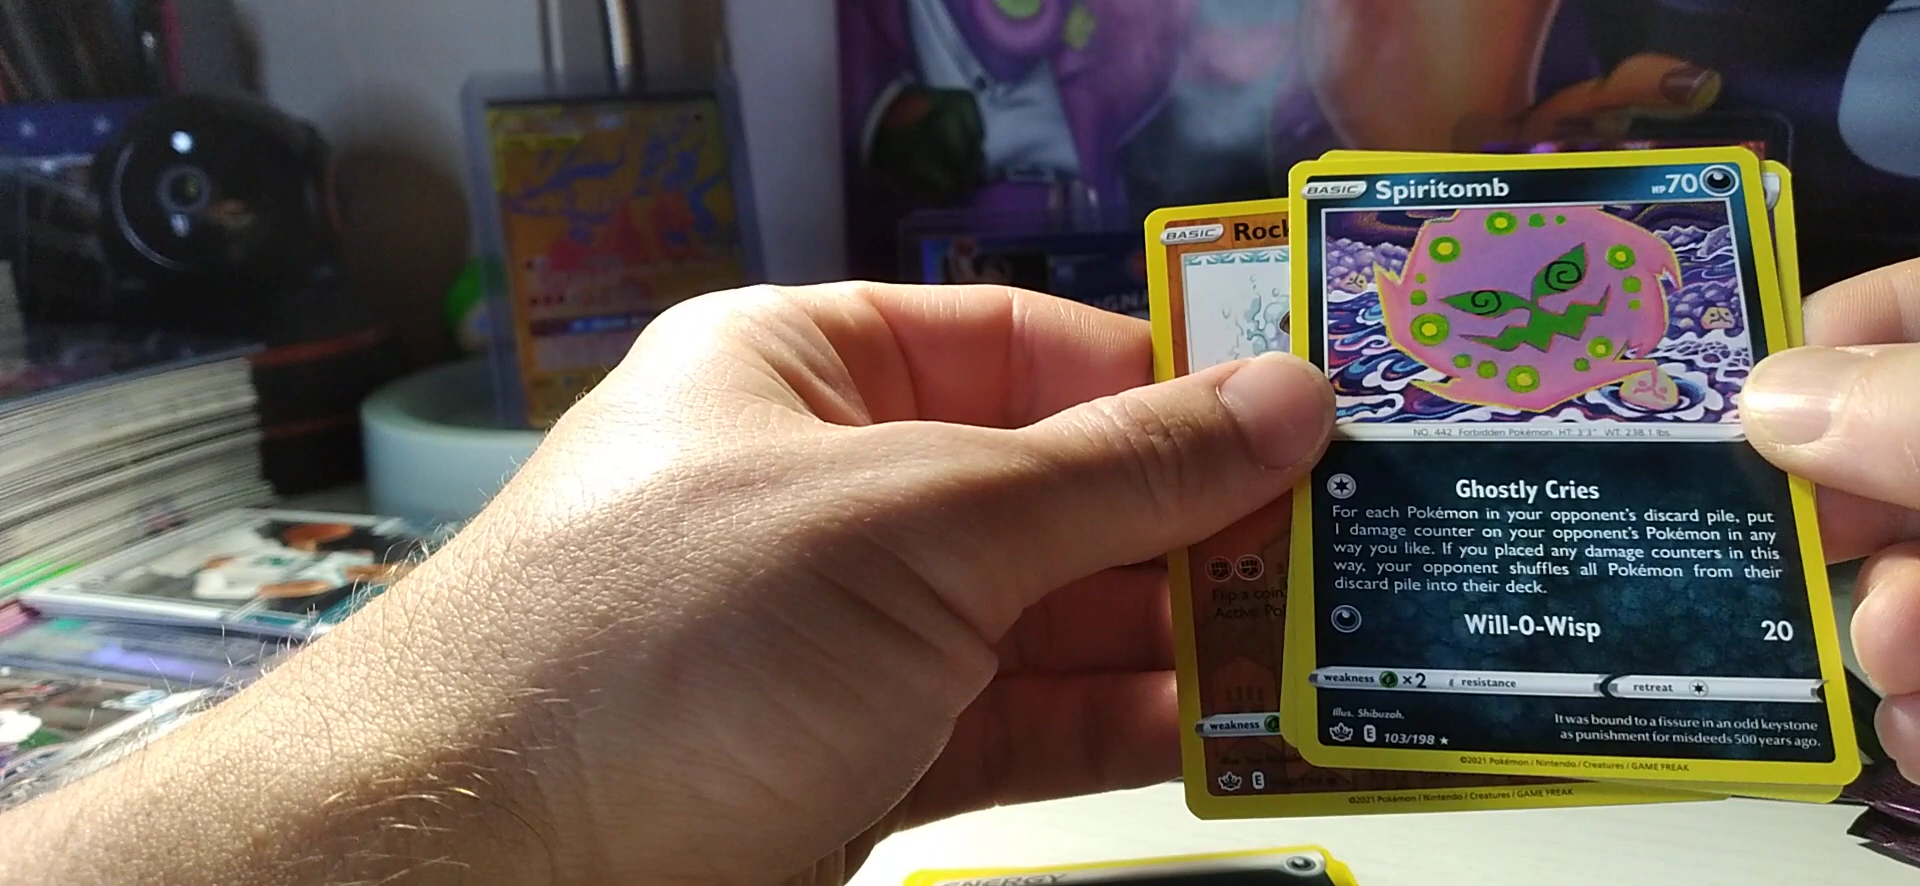 BASIC Spiritomb HP 70
NO. 442 Forbidden Pokémon HT: 3'3" WT: 238.1 lbs.
Ghostly Cries
For each Pokémon in your opponent's discard pile, put
1 damage counter on your opponent's Pokémon in any
way you like. If you placed any damage counters in this
way, your opponent shuffles all Pokémon from their
discard pile into their deck.
Will-O-Wisp 20
weakness ×2 resistance retreat
Illus. Shibuzoh.
E 103/198
It was bound to a fissure in an odd keystone
as punishment for misdeeds 500 years ago.
©2021 Pokémon / Nintendo / Creatures / GAME FREAK
BASIC Rock
Flip a coin.
Active Po
weakness
E
©2021 Pokémon / Nintendo / Creatures / GAME FREAK
ENERGY